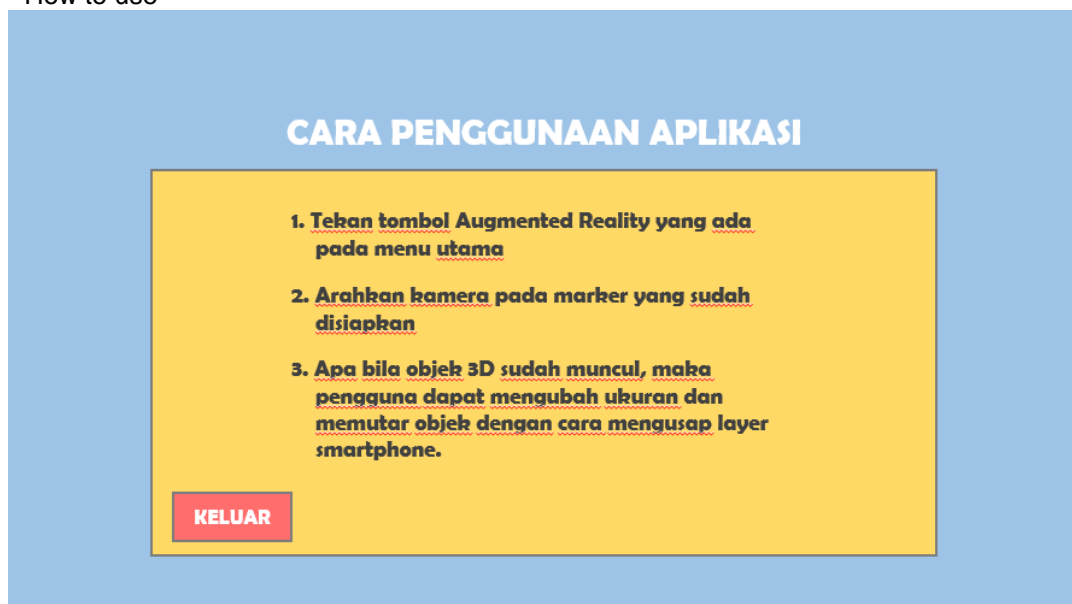 How to use
CARA PENGGUNAAN APLIKASI
1. Tekan tombol Augmented Reality yang ada
pada menu utama
2. Arahkan kamera pada marker yang sudah
disiapkan
3. Apa bila objek 3D sudah muncul, maka
pengguna dapat mengubah ukuran dan
memutar objek dengan cara mengusap layer
smartphone.
KELUAR